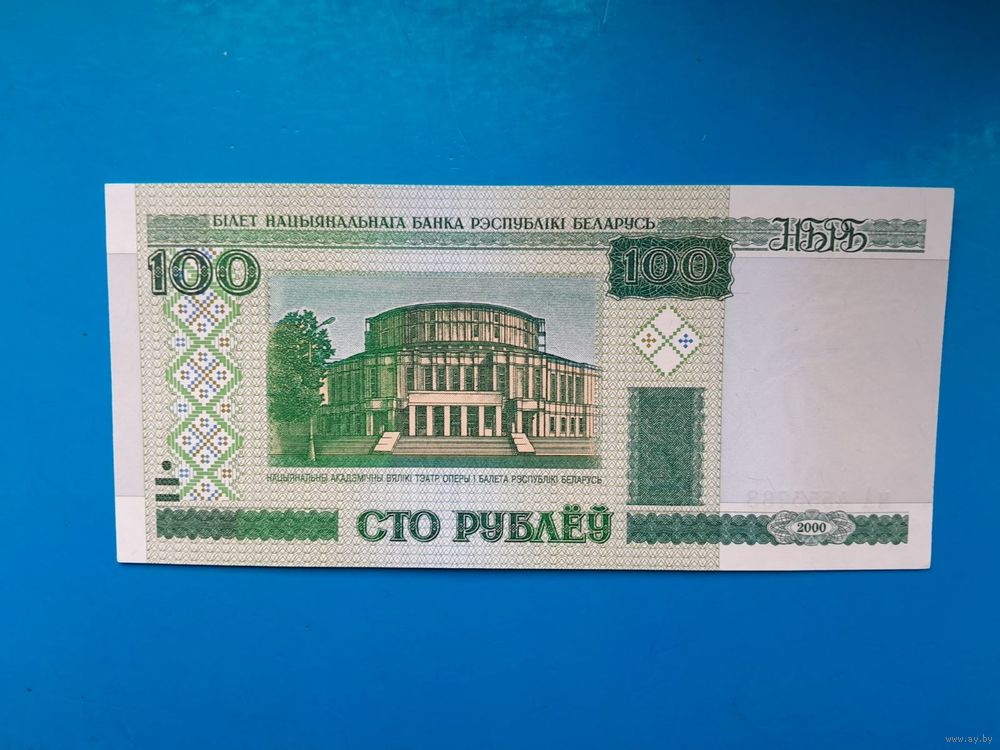 БІЛЕТ НАЦЫЯНАЛЬНАГА БАНКА РЭСПУБЛІКІ БЕЛАРУСЬ
НБРБ
100
100
НАЦЫЯНАЛЬНЫ АКАДЭМІЧНЫ ВЯЛІКІ ТЭАТР ОПЕРЫ І БАЛЕТА РЭСПУБЛІКІ БЕЛАРУСЬ
СТО РУБЛЁЎ
2000
www.ay.by